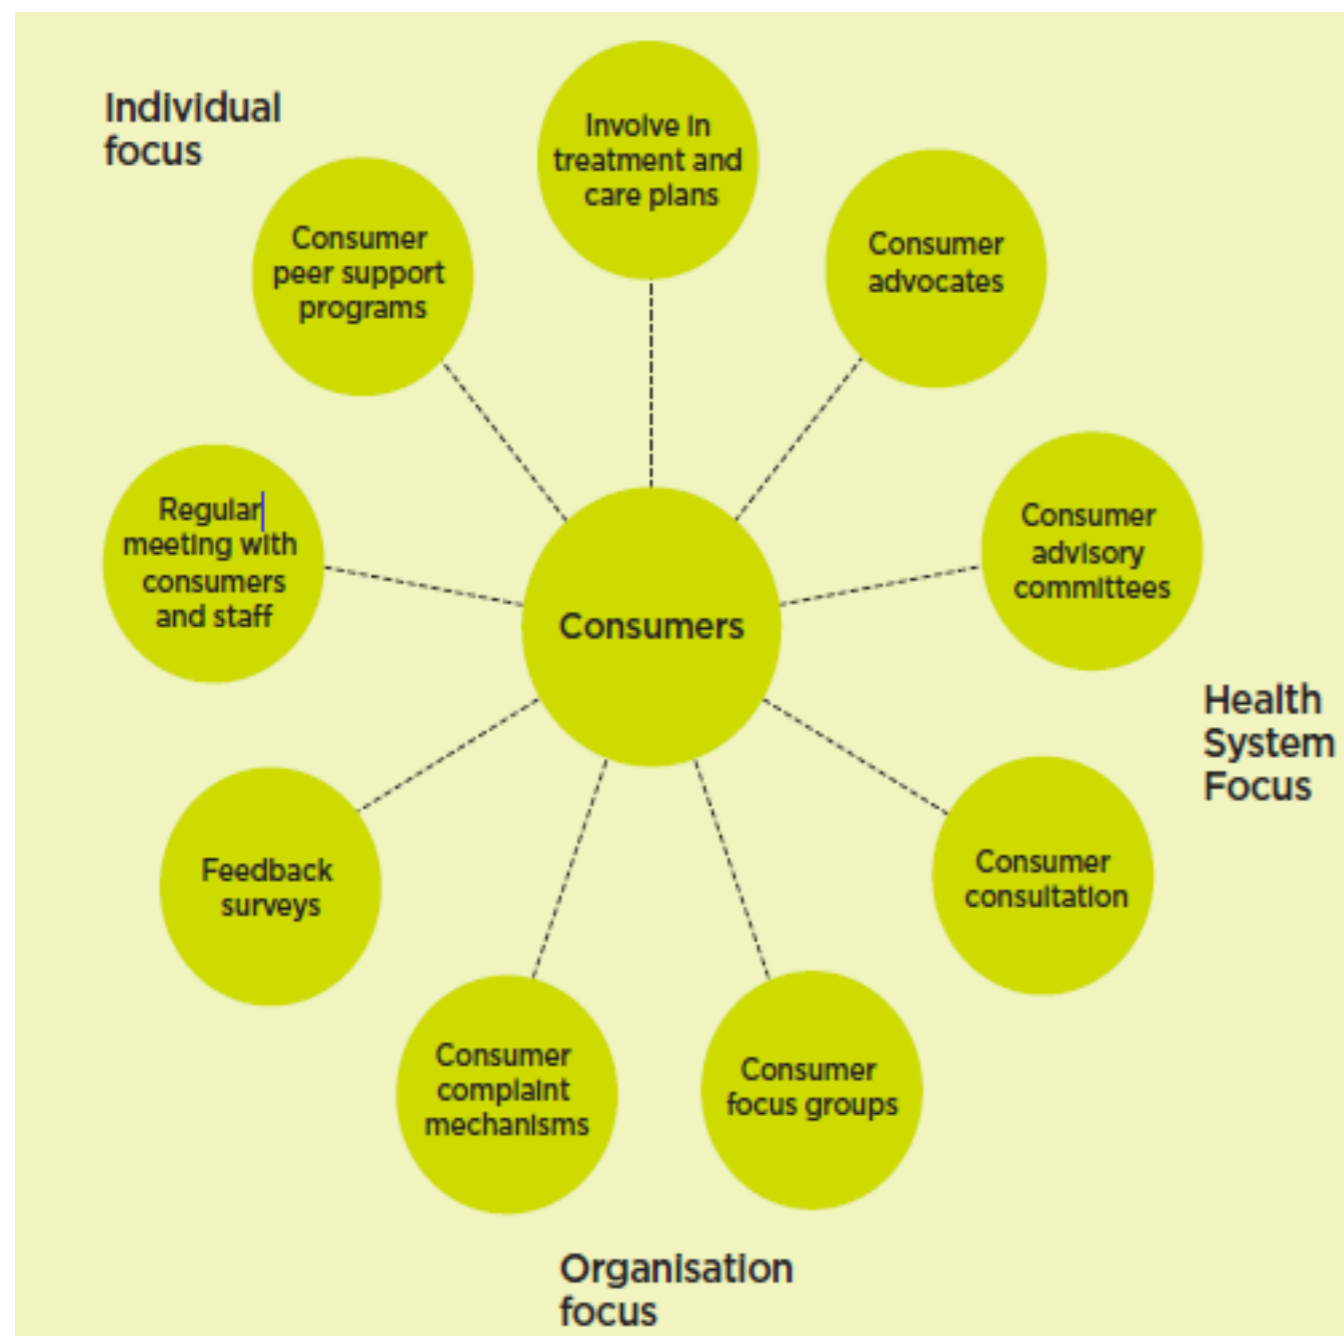 Individual
focus
Involve in
treatment and
care plans
Consumer
peer support
programs
Consumer
advocates
Regular
meeting with
consumers
and staff
Consumer
advisory
committees
Consumers
Health
System
Focus
Feedback
surveys
Consumer
consultation
Consumer
complaint
mechanisms
Consumer
focus groups
Organisation
focus